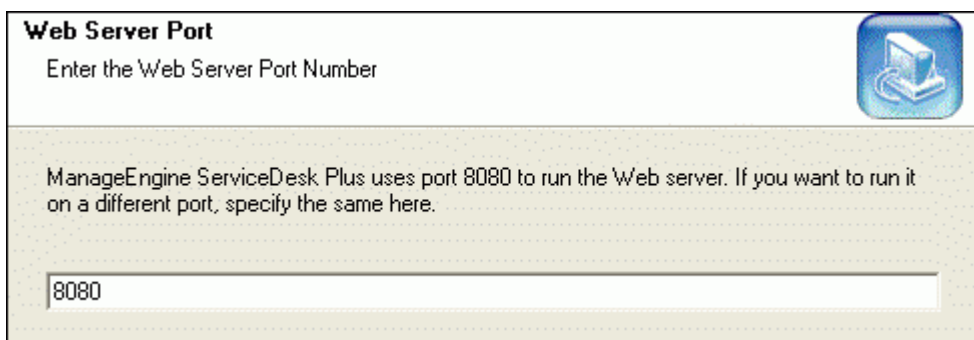 Web Server Port
Enter the Web Server Port Number
ManageEngine ServiceDesk Plus uses port 8080 to run the Web server. If you want to run it
on a different port, specify the same here.
8080